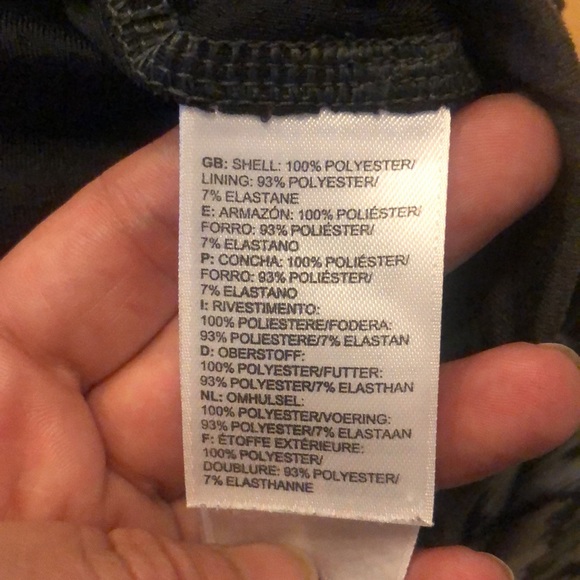 GB: SHELL: 100% POLYESTER/
LINING: 93% POLYESTER/
7% ELASTANE
E: ARMAZÓN: 100% POLIÉSTER/
FORRO: 93% POLIÉSTER/
7% ELASTANO
P: CONCHA: 100% POLIÉSTER/
FORRO: 93% POLIÉSTER/
7% ELASTANO
I: RIVESTIMENTO:
100% POLIESTERE/FODERA:
93% POLIESTERE/7% ELASTAN
D: OBERSTOFF:
100% POLYESTER/FUTTER:
93% POLYESTER/7% ELASTHAN
NL: OMHULSEL:
100% POLYESTER/VOERING:
93% POLYESTER/7% ELASTAAN
F: ÉTOFFE EXTÉRIEURE:
100% POLYESTER/
DOUBLURE: 93% POLYESTER/
7% ELASTHANNE